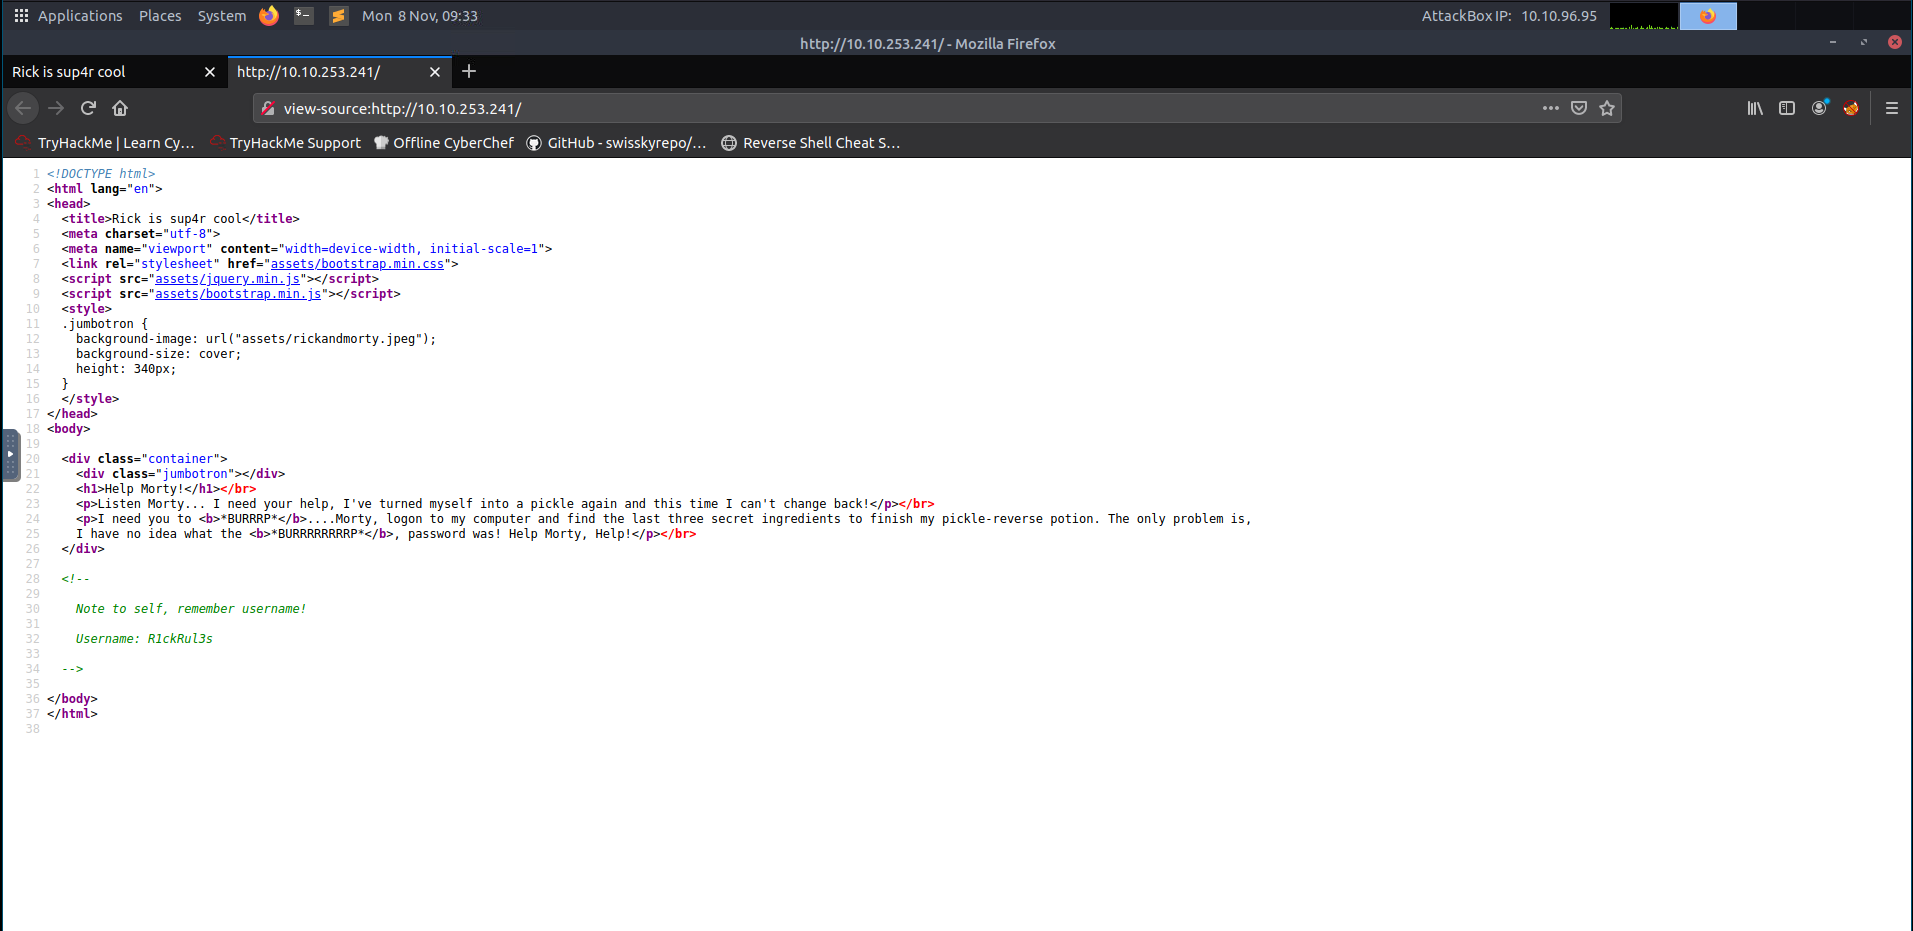 Applications Places System Mon 8 Nov, 09:33 AttackBox IP: 10.10.96.95
http://10.10.253.241/ - Mozilla Firefox
Rick is sup4r cool http://10.10.253.241/
view-source:http://10.10.253.241/
TryHackMe | Learn Cy… TryHackMe Support Offline CyberChef GitHub - swisskyrepo/… Reverse Shell Cheat S…
1 <!DOCTYPE html>
2 <html lang="en">
3 <head>
4 <title>Rick is sup4r cool</title>
5 <meta charset="utf-8">
6 <meta name="viewport" content="width=device-width, initial-scale=1">
7 <link rel="stylesheet" href="assets/bootstrap.min.css">
8 <script src="assets/jquery.min.js"></script>
9 <script src="assets/bootstrap.min.js"></script>
10 <style>
11 .jumbotron {
12 background-image: url("assets/rickandmorty.jpeg");
13 background-size: cover;
14 height: 340px;
15 }
16 </style>
17 </head>
18 <body>
19
20 <div class="container">
21 <div class="jumbotron"></div>
22 <h1>Help Morty!</h1></br>
23 <p>Listen Morty... I need your help, I've turned myself into a pickle again and this time I can't change back!</p></br>
24 <p>I need you to <b>*BURRRP*</b>....Morty, logon to my computer and find the last three secret ingredients to finish my pickle-reverse potion. The only problem is,
25 I have no idea what the <b>*BURRRRRRRRP*</b>, password was! Help Morty, Help!</p></br>
26 </div>
27
28 <!--
29
30 Note to self, remember username!
31
32 Username: R1ckRul3s
33
34 -->
35
36 </body>
37 </html>
38